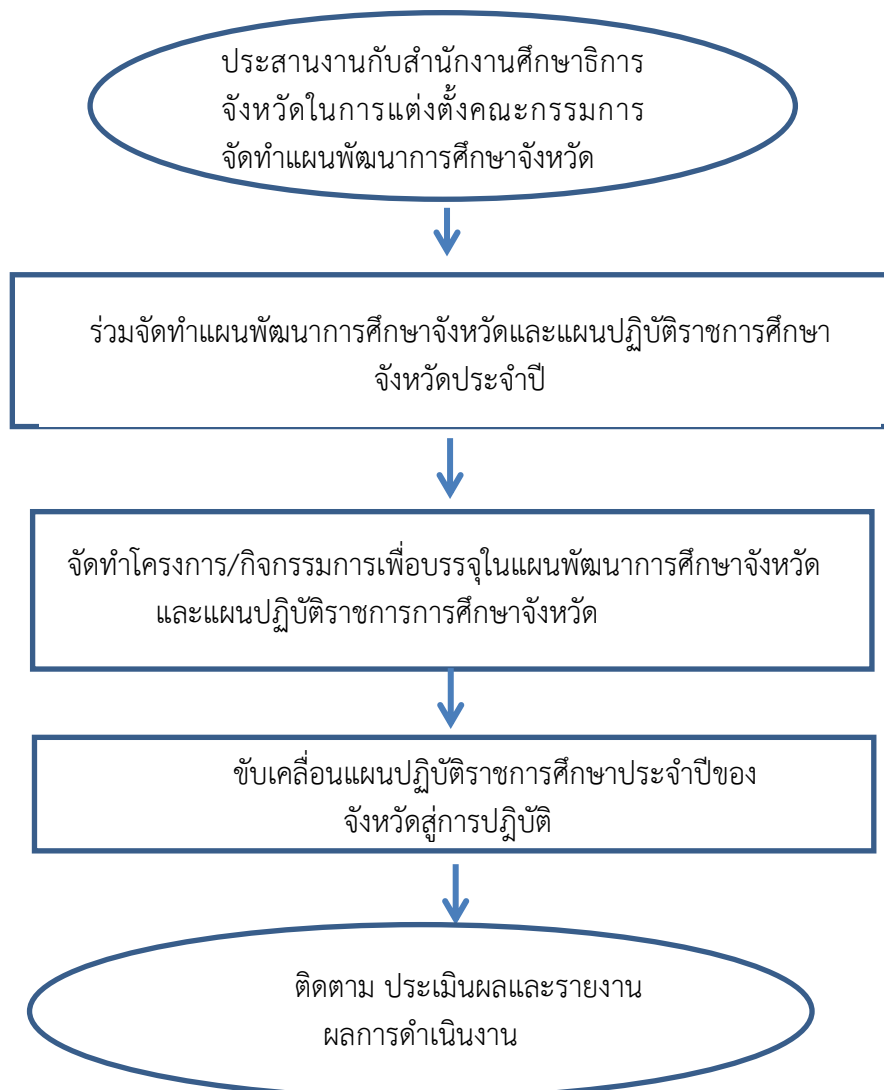 ประสานงานกับสำนักงานศึกษาธิการ
จังหวัดในการแต่งตั้งคณะกรรมการ
จัดทำแผนพัฒนาการศึกษาจังหวัด
ร่วมจัดทำแผนพัฒนาการศึกษาจังหวัดและแผนปฏิบัติราชการศึกษา
จังหวัดประจำปี
จัดทำโครงการ/กิจกรรมการเพื่อบรรจุในแผนพัฒนาการศึกษาจังหวัด
และแผนปฏิบัติราชการการศึกษาจังหวัด
ขับเคลื่อนแผนปฏิบัติราชการศึกษาประจำปีของ
จังหวัดสู่การปฎิบัติ
ติดตาม ประเมินผลและรายงาน
ผลการดำเนินงาน